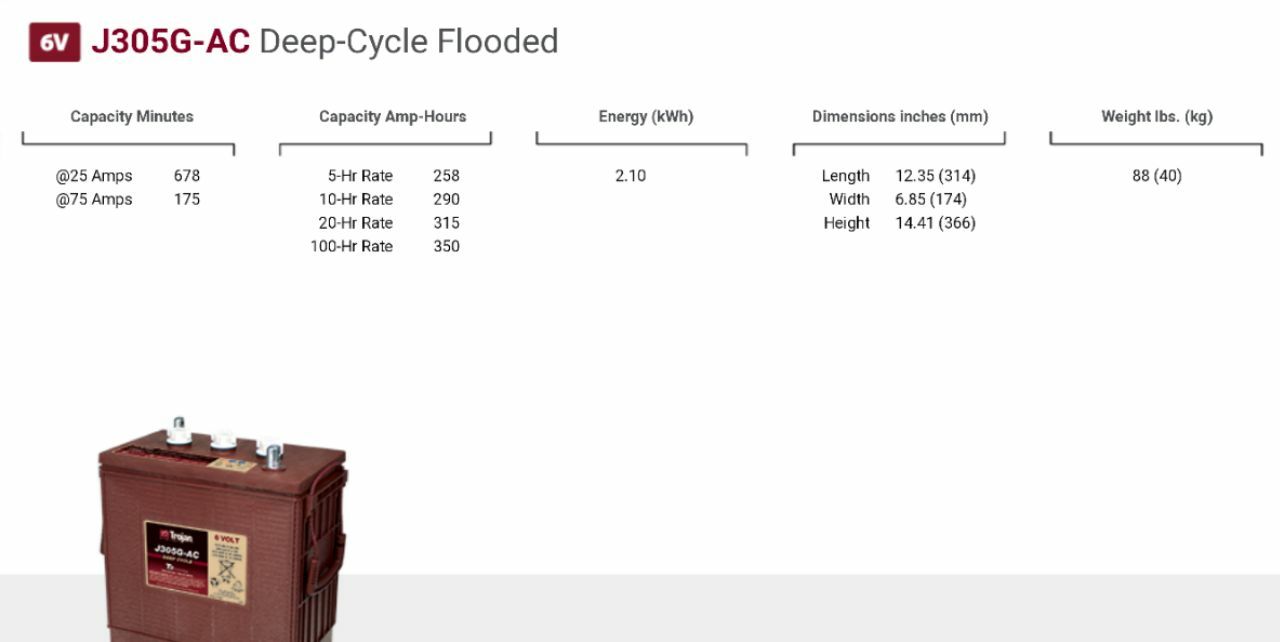 6V J305G-AC Deep-Cycle Flooded
Capacity Minutes
@25 Amps 678
@75 Amps 175
Capacity Amp-Hours
5-Hr Rate 258
10-Hr Rate 290
20-Hr Rate 315
100-Hr Rate 350
Energy (kWh)
2.10
Dimensions inches (mm)
Length 12.35 (314)
Width 6.85 (174)
Height 14.41 (366)
Weight lbs. (kg)
88 (40)
Trojan
J305G-AC
DEEP CYCLE
6 VOLT